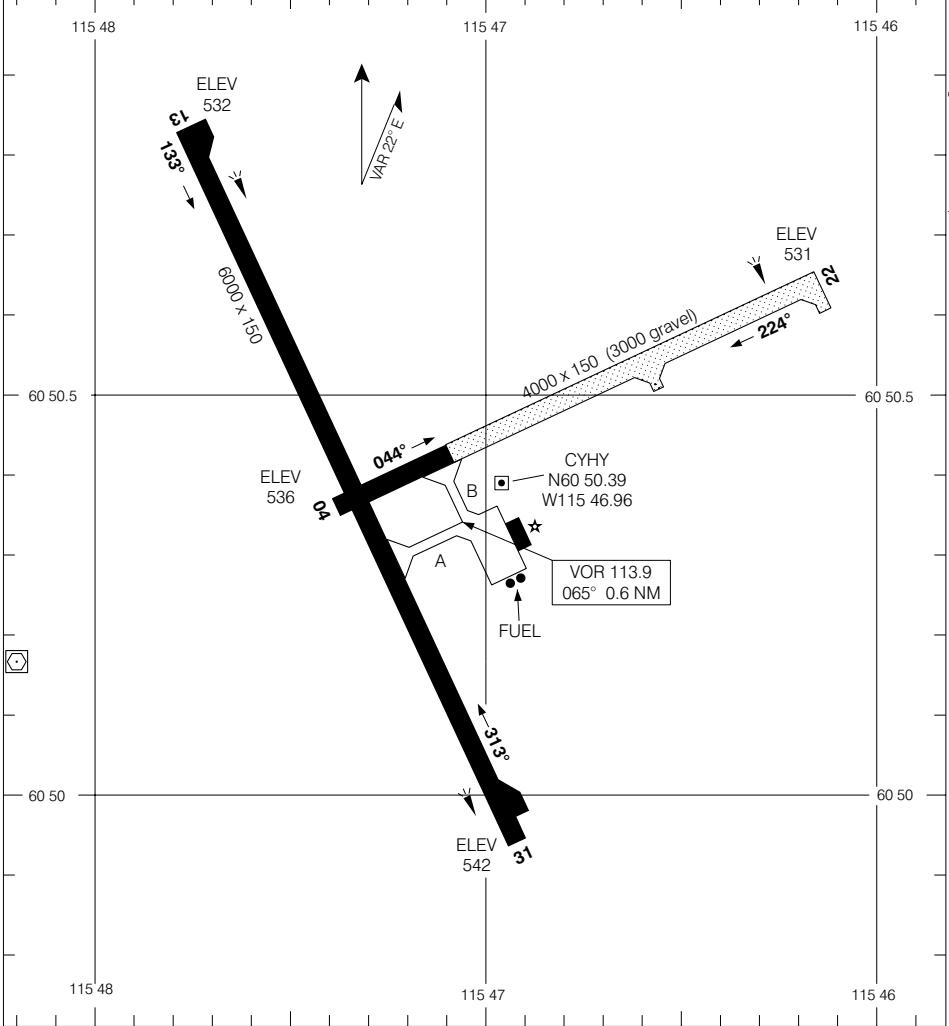 115 48
115 47
115 46
ELEV
532
13
133°
VAR 22° E
6000 x 150
ELEV
531
22
224°
4000 x 150 (3000 gravel)
60 50.5
60 50.5
044°
ELEV
536
04
B
CYHY
N60 50.39
W115 46.96
A
VOR 113.9
065° 0.6 NM
FUEL
313°
60 50
60 50
ELEV
542
31
115 48
115 47
115 46